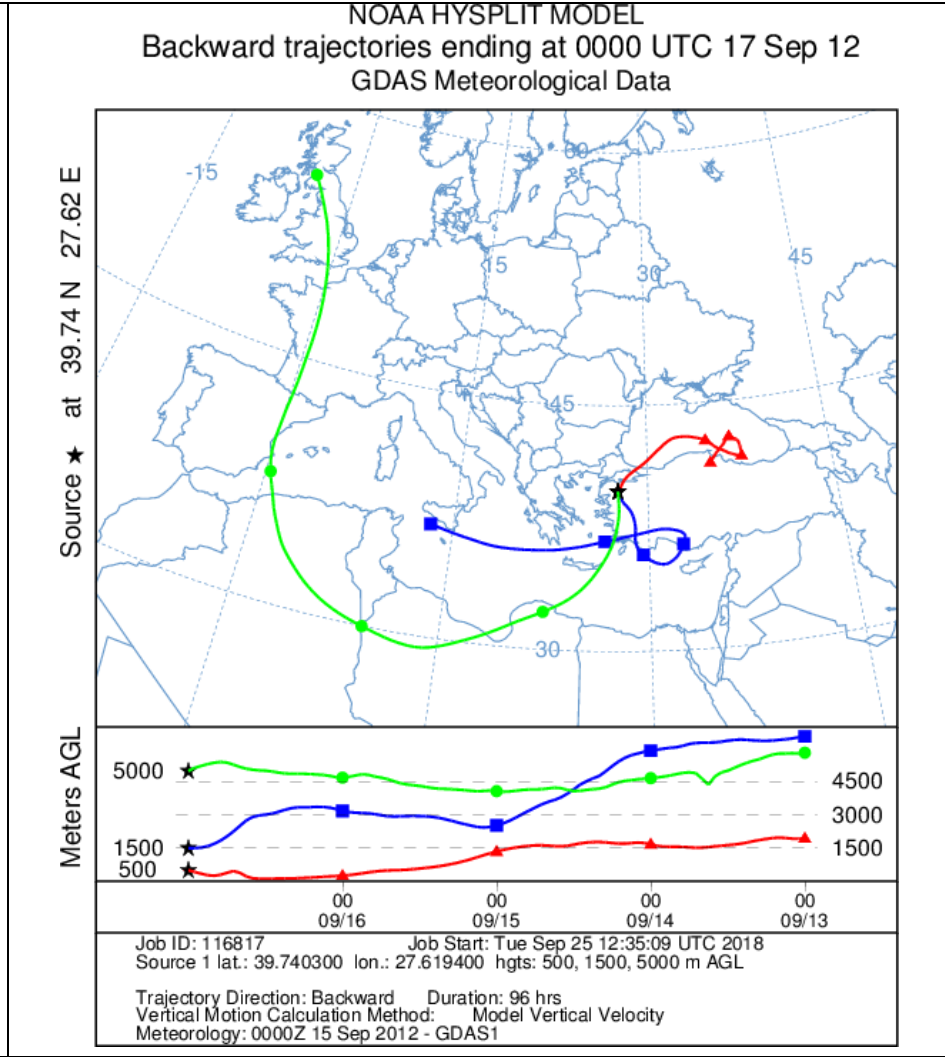 NOAA HYSPLIT MODEL
Backward trajectories ending at 0000 UTC 17 Sep 12
GDAS Meteorological Data
Source ★ at 39.74 N 27.62 E
-15
0
15
30
45
60
45
30
Meters AGL
5000
1500
500
4500
3000
1500
00 00 00 00
09/16 09/15 09/14 09/13
Job ID: 116817 Job Start: Tue Sep 25 12:35:09 UTC 2018
Source 1 lat.: 39.740300 lon.: 27.619400 hgts: 500, 1500, 5000 m AGL
Trajectory Direction: Backward Duration: 96 hrs
Vertical Motion Calculation Method: Model Vertical Velocity
Meteorology: 0000Z 15 Sep 2012 - GDAS1